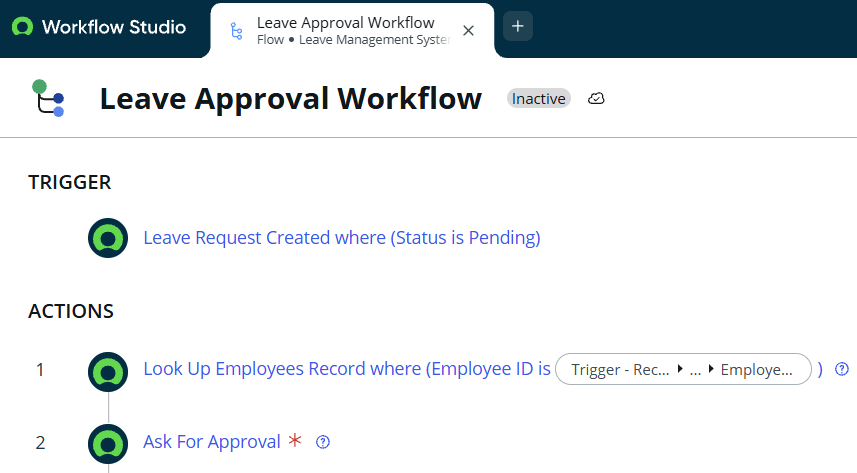 Workflow Studio
Leave Approval Workflow
Flow • Leave Management Syste
Leave Approval Workflow Inactive
TRIGGER
Leave Request Created where (Status is Pending)
ACTIONS
1 Look Up Employees Record where (Employee ID is Trigger - Rec... ▸ ... ▸ Employe... )
2 Ask For Approval *